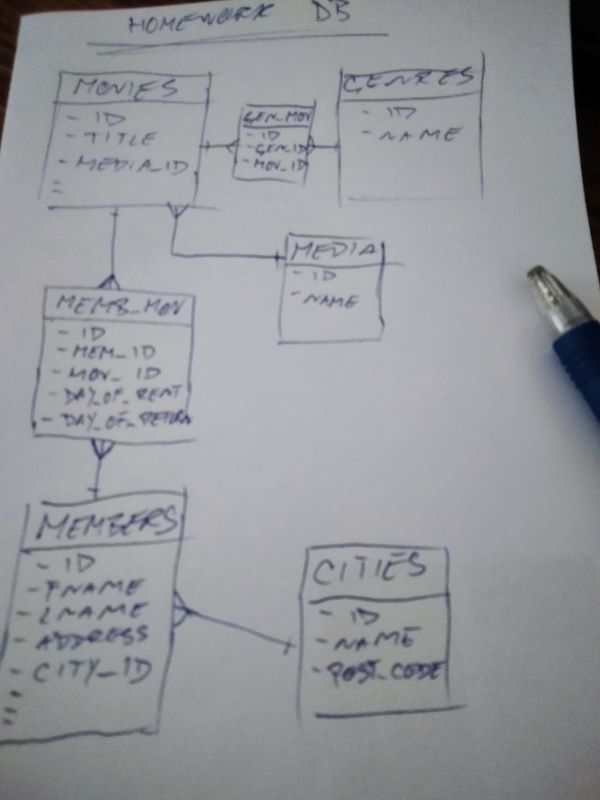 HOMEWORK DB
MOVIES
- ID
- TITLE
- MEDIA_ID
GEN_MOV
- ID
- GEN_ID
- MOV_ID
GENRES
- ID
- NAME
MEDIA
- ID
- NAME
MEMB_MOV
- ID
- MEM_ID
- MOV_ID
- DAY_OF_RENT
- DAY_OF_RETURN
MEMBERS
- ID
- FNAME
- LNAME
- ADDRESS
- CITY_ID
CITIES
- ID
- NAME
- POST_CODE